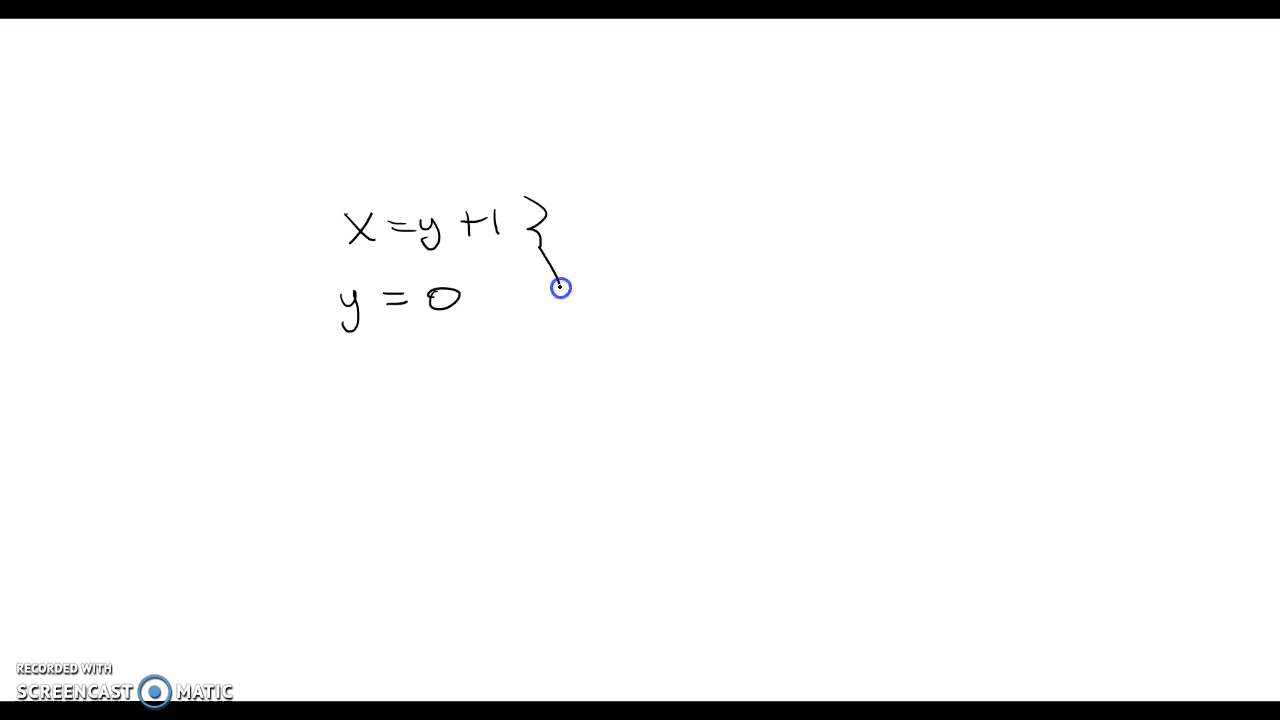 x = y + 1 }
y = 0
RECORDED WITH
SCREENCAST MATIC